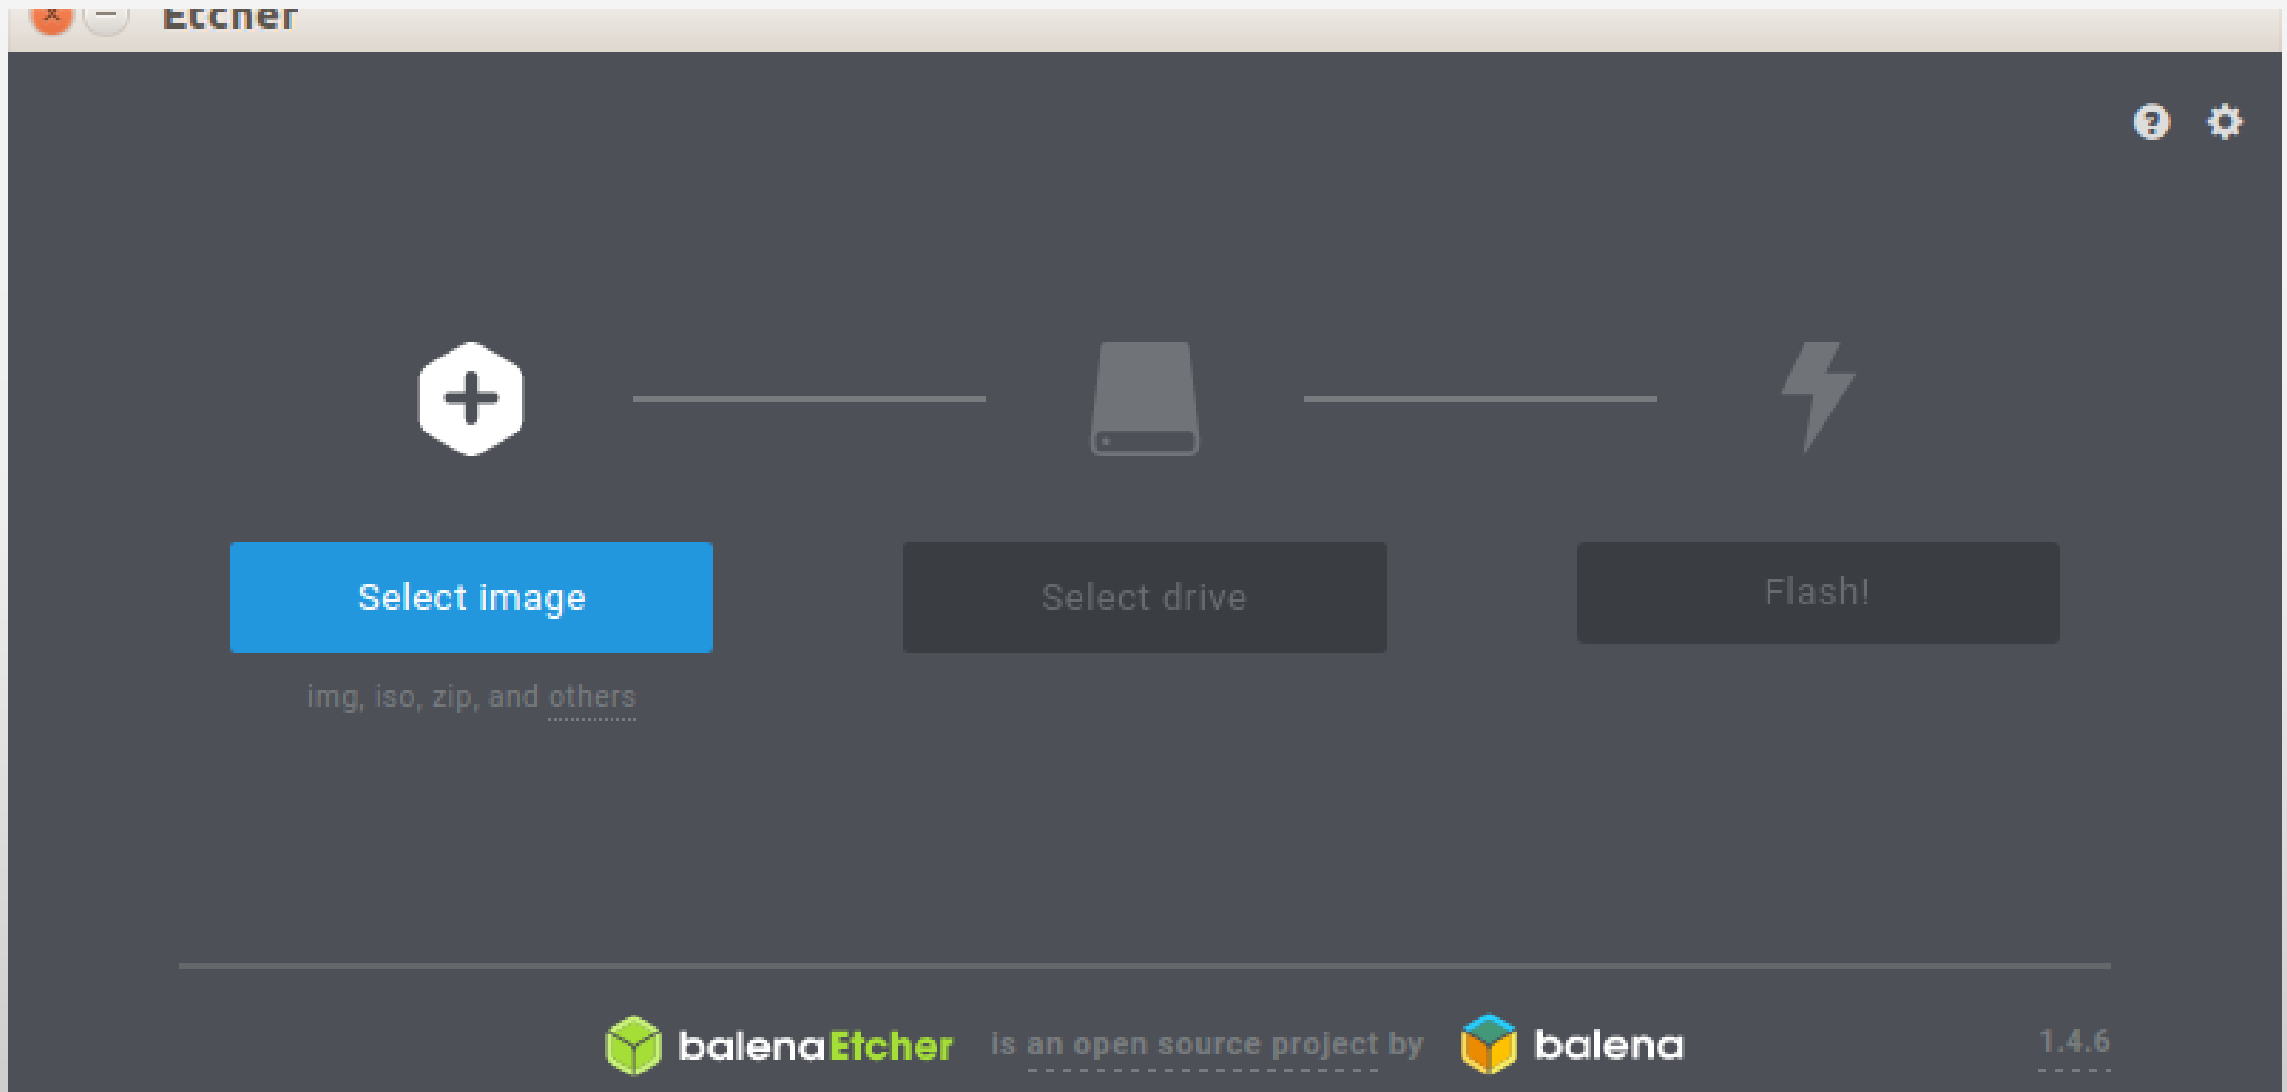 Etcher
Select image
Select drive
Flash!
img, iso, zip, and others
balenaEtcher is an open source project by balena
1.4.6